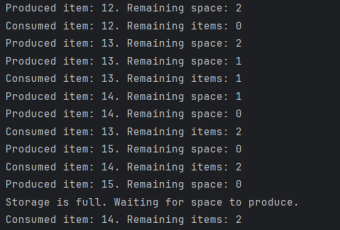 Produced item: 12. Remaining space: 2
Consumed item: 12. Remaining items: 0
Produced item: 13. Remaining space: 2
Produced item: 13. Remaining space: 1
Consumed item: 13. Remaining items: 1
Produced item: 14. Remaining space: 1
Produced item: 14. Remaining space: 0
Consumed item: 13. Remaining items: 2
Produced item: 15. Remaining space: 0
Consumed item: 14. Remaining items: 2
Produced item: 15. Remaining space: 0
Storage is full. Waiting for space to produce.
Consumed item: 14. Remaining items: 2